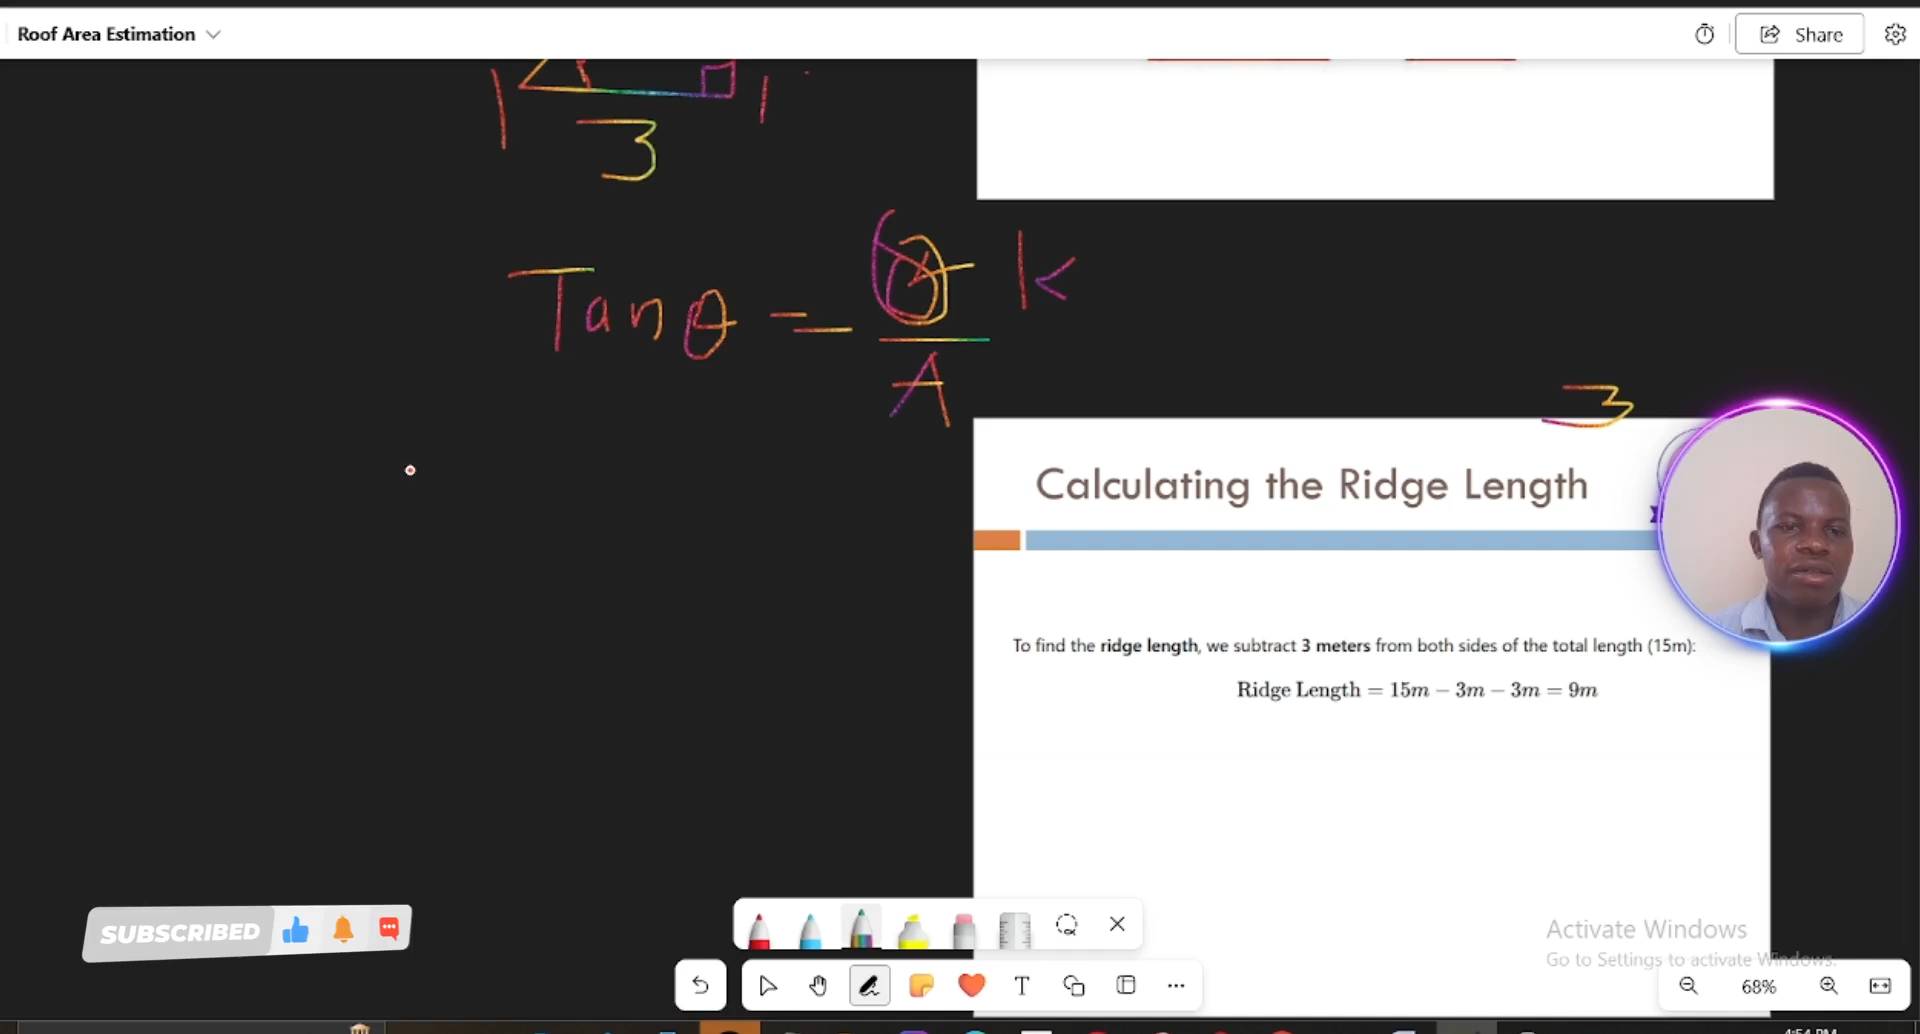 Roof Area Estimation
Share
3
Tan θ =
k
A
3
Calculating the Ridge Length
To find the ridge length, we subtract 3 meters from both sides of the total length (15m):
Ridge Length = 15m − 3m − 3m = 9m
SUBSCRIBED
Activate Windows
Go to Settings to activate Windows.
68%